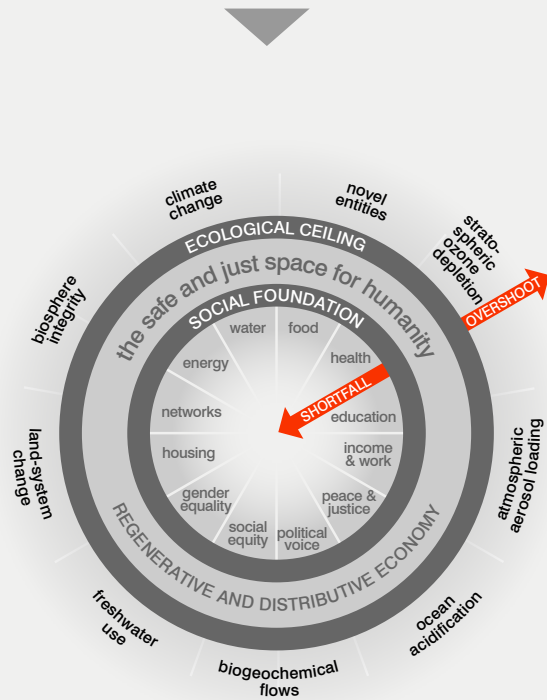 climate
change
novel
entities
strato-
spheric
ozone
depletion
OVERSHOOT
biosphere
integrity
ECOLOGICAL CEILING
the safe and just space for humanity
SOCIAL FOUNDATION
water
food
energy
health
SHORTFALL
networks
education
housing
income
& work
gender
equality
peace &
justice
social
equity
political
voice
REGENERATIVE AND DISTRIBUTIVE ECONOMY
land-system
change
atmospheric
aerosol loading
freshwater
use
ocean
acidification
biogeochemical
flows